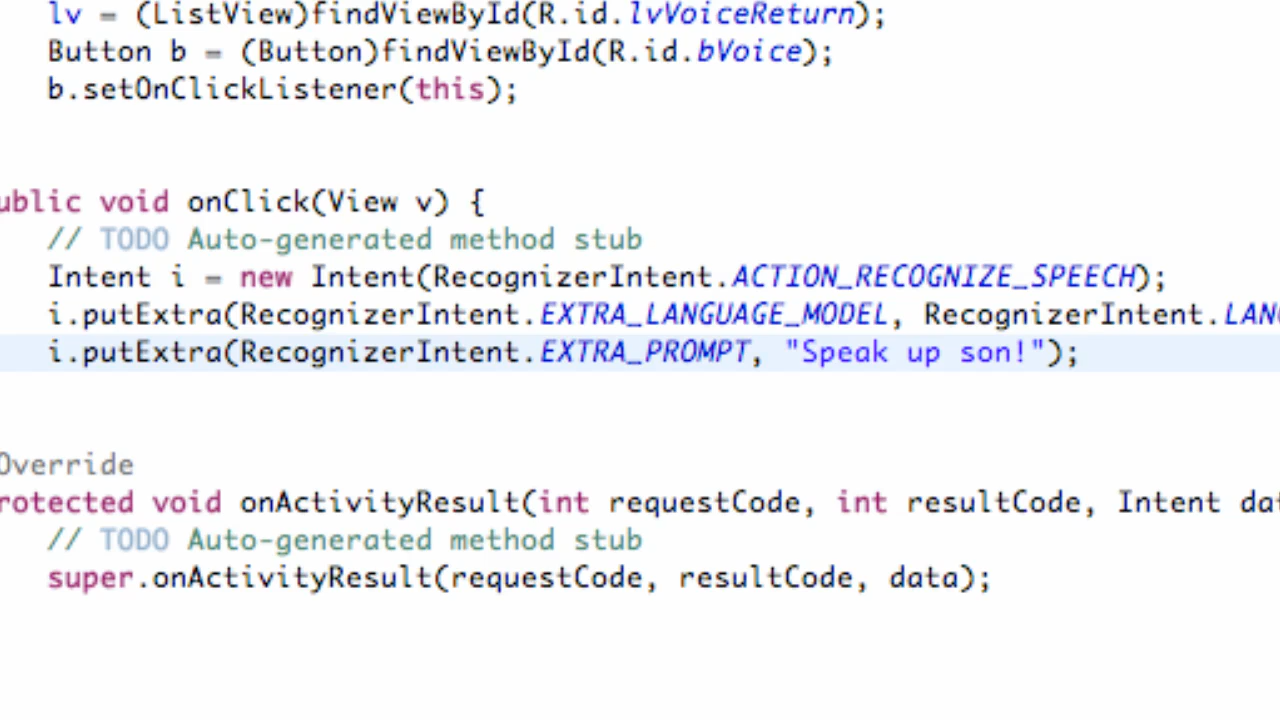 lv = (ListView)findViewById(R.id.lvVoiceReturn);
Button b = (Button)findViewById(R.id.bVoice);
b.setOnClickListener(this);
ublic void onClick(View v) {
// TODO Auto-generated method stub
Intent i = new Intent(RecognizerIntent.ACTION_RECOGNIZE_SPEECH);
i.putExtra(RecognizerIntent.EXTRA_LANGUAGE_MODEL, RecognizerIntent.LAN
i.putExtra(RecognizerIntent.EXTRA_PROMPT, "Speak up son!");
Override
rotected void onActivityResult(int requestCode, int resultCode, Intent da
// TODO Auto-generated method stub
super.onActivityResult(requestCode, resultCode, data);